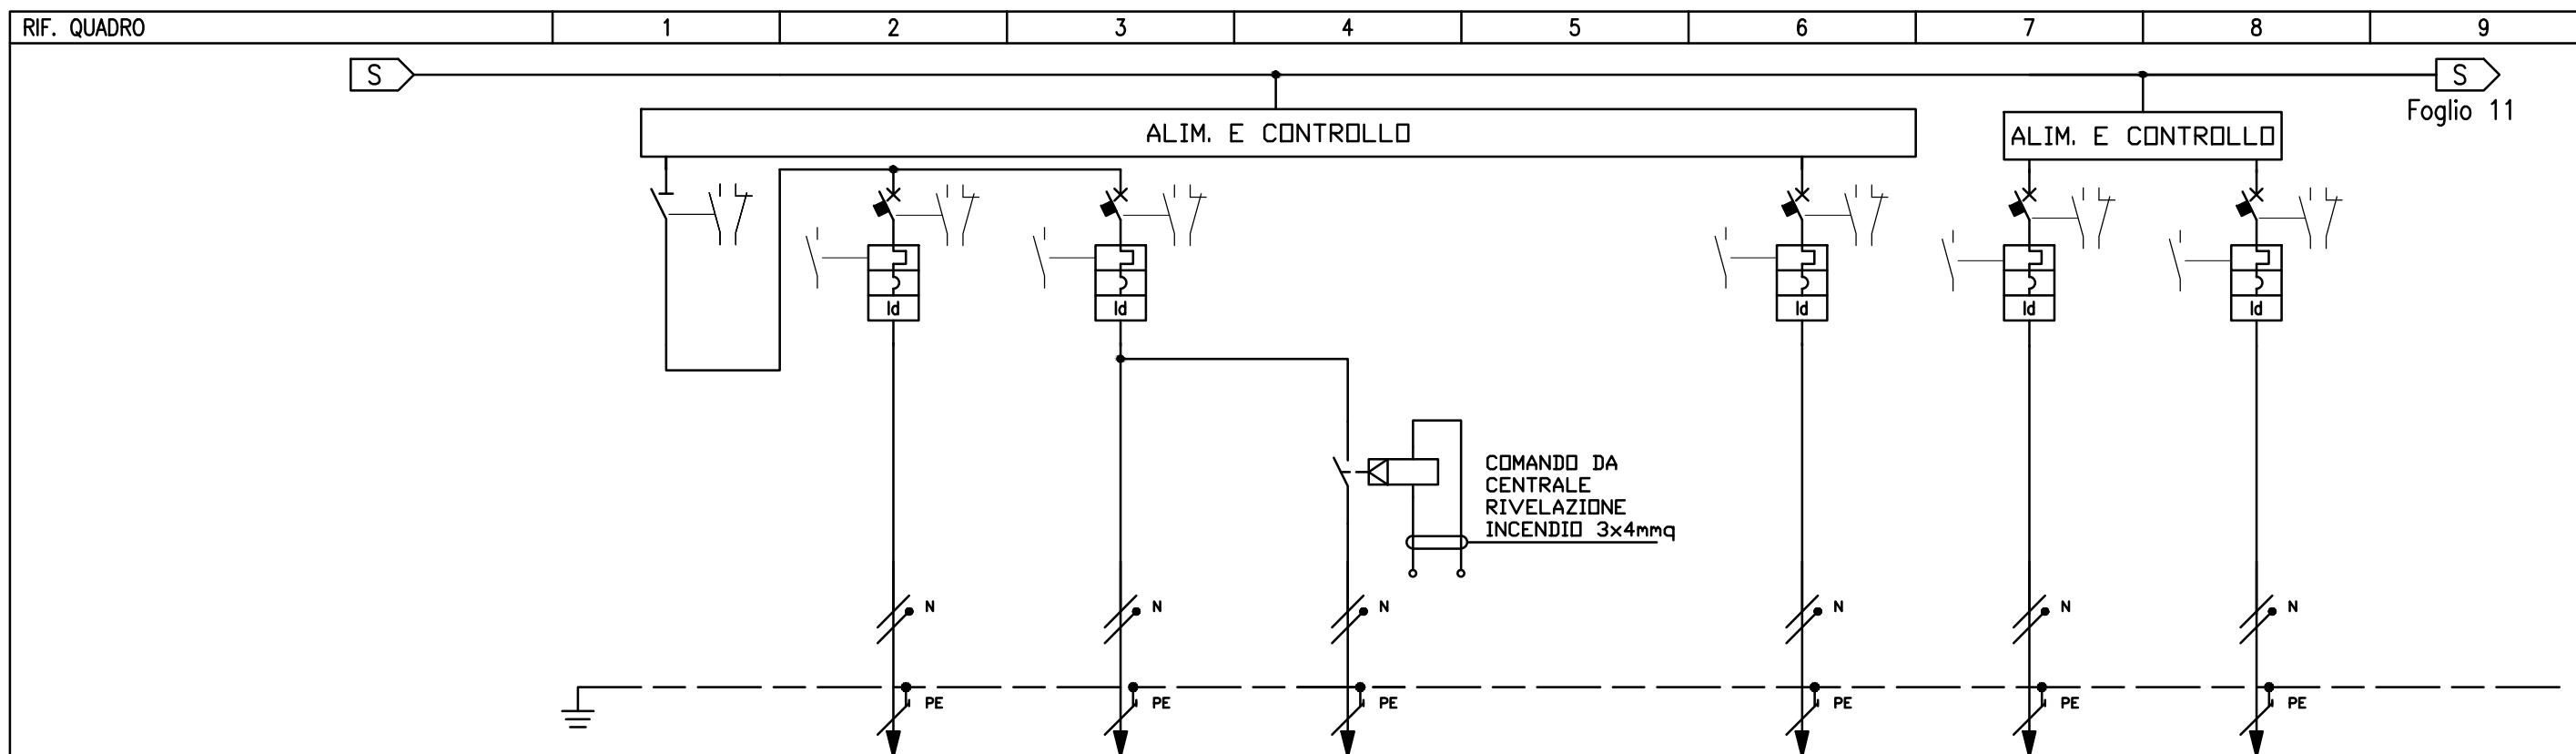 RIF. QUADRO 1 2 3 4 5 6 7 8 9
S S
Foglio 11
ALIM. E CONTROLLO ALIM. E CONTROLLO
Id Id Id Id Id
COMANDO DA
CENTRALE
RIVELAZIONE
INCENDIO 3x4mmq
N N N N N N
PE PE PE PE PE PE